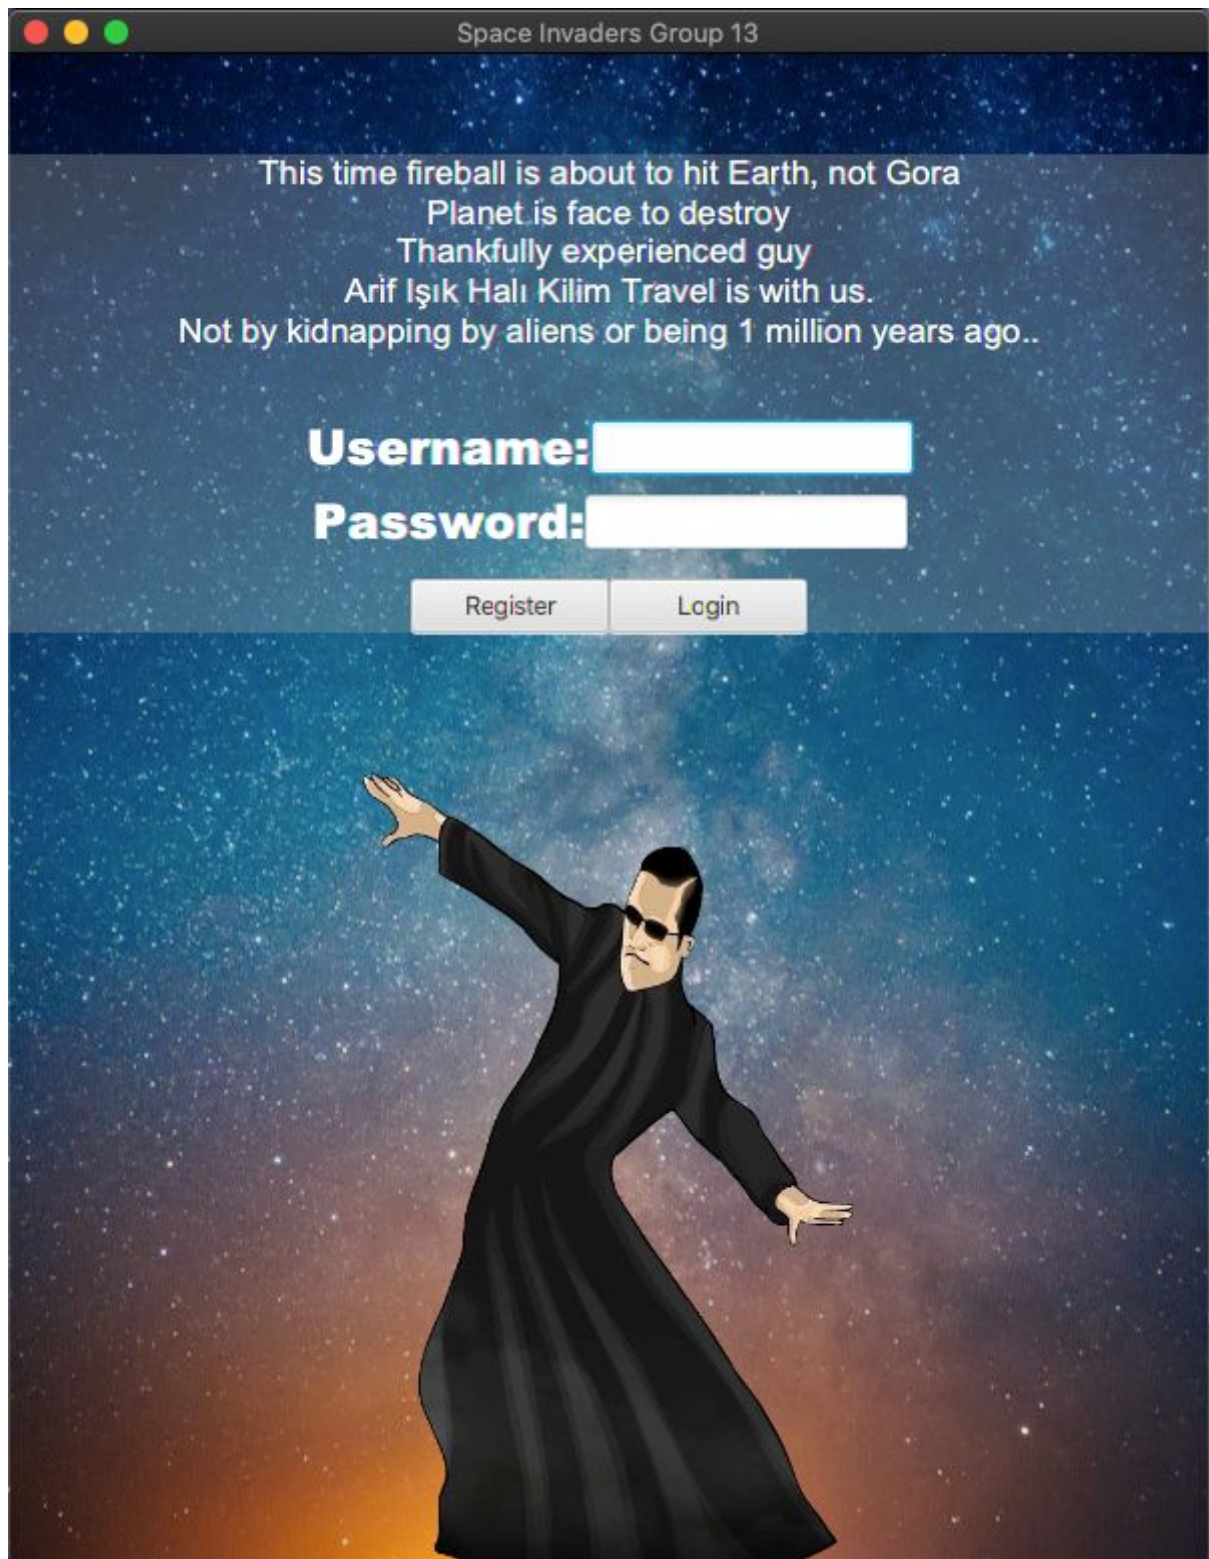 Space Invaders Group 13
This time fireball is about to hit Earth, not Gora
Planet is face to destroy
Thankfully experienced guy
Arif Işık Halı Kilim Travel is with us.
Not by kidnapping by aliens or being 1 million years ago..
Username:
Password:
Register Login